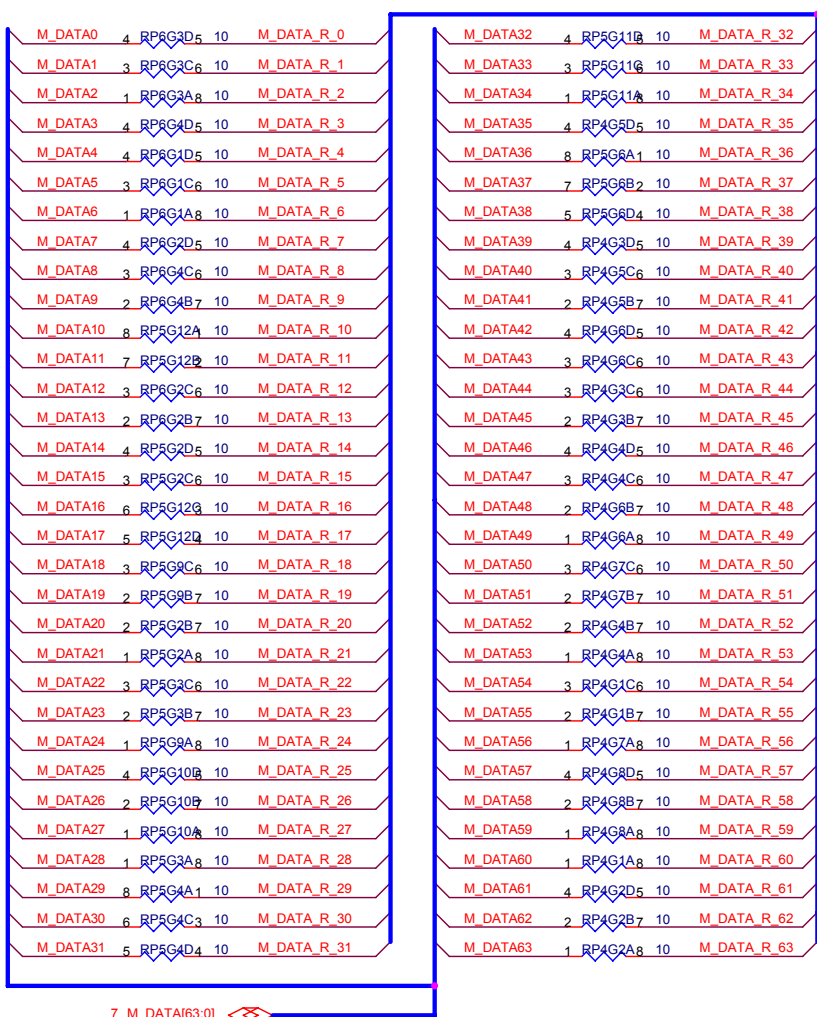 M_DATA0 4 RP6G3D 5 10 M_DATA_R_0
M_DATA1 3 RP6G3C 6 10 M_DATA_R_1
M_DATA2 1 RP6G3A 8 10 M_DATA_R_2
M_DATA3 4 RP6G4D 5 10 M_DATA_R_3
M_DATA4 4 RP6G1D 5 10 M_DATA_R_4
M_DATA5 3 RP6G1C 6 10 M_DATA_R_5
M_DATA6 1 RP6G1A 8 10 M_DATA_R_6
M_DATA7 4 RP6G2D 5 10 M_DATA_R_7
M_DATA8 3 RP6G4C 6 10 M_DATA_R_8
M_DATA9 2 RP6G4B 7 10 M_DATA_R_9
M_DATA10 8 RP5G12A 1 10 M_DATA_R_10
M_DATA11 7 RP5G12B 2 10 M_DATA_R_11
M_DATA12 3 RP6G2C 6 10 M_DATA_R_12
M_DATA13 2 RP6G2B 7 10 M_DATA_R_13
M_DATA14 4 RP5G2D 5 10 M_DATA_R_14
M_DATA15 3 RP5G2C 6 10 M_DATA_R_15
M_DATA16 6 RP5G12C 3 10 M_DATA_R_16
M_DATA17 5 RP5G12D 4 10 M_DATA_R_17
M_DATA18 3 RP5G9C 6 10 M_DATA_R_18
M_DATA19 2 RP5G9B 7 10 M_DATA_R_19
M_DATA20 2 RP5G2B 7 10 M_DATA_R_20
M_DATA21 1 RP5G2A 8 10 M_DATA_R_21
M_DATA22 3 RP5G3C 6 10 M_DATA_R_22
M_DATA23 2 RP5G3B 7 10 M_DATA_R_23
M_DATA24 1 RP5G9A 8 10 M_DATA_R_24
M_DATA25 4 RP5G10D 5 10 M_DATA_R_25
M_DATA26 2 RP5G10B 7 10 M_DATA_R_26
M_DATA27 1 RP5G10A 8 10 M_DATA_R_27
M_DATA28 1 RP5G3A 8 10 M_DATA_R_28
M_DATA29 8 RP5G4A 1 10 M_DATA_R_29
M_DATA30 6 RP5G4C 3 10 M_DATA_R_30
M_DATA31 5 RP5G4D 4 10 M_DATA_R_31
M_DATA32 4 RP5G11D 5 10 M_DATA_R_32
M_DATA33 3 RP5G11C 6 10 M_DATA_R_33
M_DATA34 1 RP5G11A 8 10 M_DATA_R_34
M_DATA35 4 RP4G5D 5 10 M_DATA_R_35
M_DATA36 8 RP5G6A 1 10 M_DATA_R_36
M_DATA37 7 RP5G6B 2 10 M_DATA_R_37
M_DATA38 5 RP5G6D 4 10 M_DATA_R_38
M_DATA39 4 RP4G3D 5 10 M_DATA_R_39
M_DATA40 3 RP4G5C 6 10 M_DATA_R_40
M_DATA41 2 RP4G5B 7 10 M_DATA_R_41
M_DATA42 4 RP4G6D 5 10 M_DATA_R_42
M_DATA43 3 RP4G6C 6 10 M_DATA_R_43
M_DATA44 3 RP4G3C 6 10 M_DATA_R_44
M_DATA45 2 RP4G3B 7 10 M_DATA_R_45
M_DATA46 4 RP4G4D 5 10 M_DATA_R_46
M_DATA47 3 RP4G4C 6 10 M_DATA_R_47
M_DATA48 2 RP4G6B 7 10 M_DATA_R_48
M_DATA49 1 RP4G6A 8 10 M_DATA_R_49
M_DATA50 3 RP4G7C 6 10 M_DATA_R_50
M_DATA51 2 RP4G7B 7 10 M_DATA_R_51
M_DATA52 2 RP4G4B 7 10 M_DATA_R_52
M_DATA53 1 RP4G4A 8 10 M_DATA_R_53
M_DATA54 3 RP4G1C 6 10 M_DATA_R_54
M_DATA55 2 RP4G1B 7 10 M_DATA_R_55
M_DATA56 1 RP4G7A 8 10 M_DATA_R_56
M_DATA57 4 RP4G8D 5 10 M_DATA_R_57
M_DATA58 2 RP4G8B 7 10 M_DATA_R_58
M_DATA59 1 RP4G8A 8 10 M_DATA_R_59
M_DATA60 1 RP4G1A 8 10 M_DATA_R_60
M_DATA61 4 RP4G2D 5 10 M_DATA_R_61
M_DATA62 2 RP4G2B 7 10 M_DATA_R_62
M_DATA63 1 RP4G2A 8 10 M_DATA_R_63
7 M_DATA[63:0]